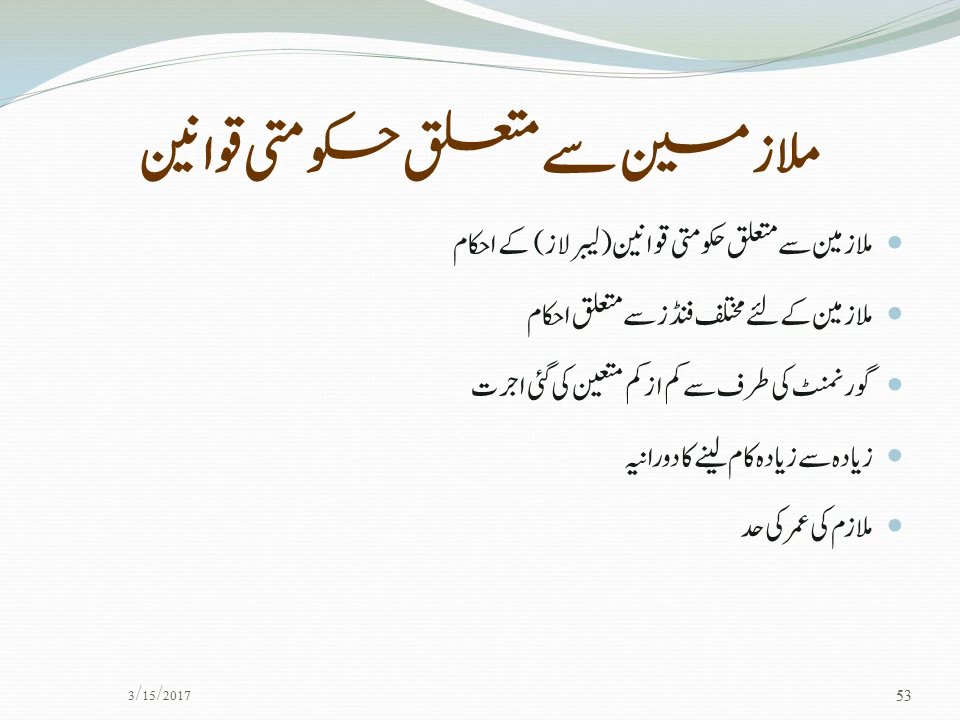 ملازمین سے متعلق حکومتی قوانین
ملازمین سے متعلق حکومتی قوانین (لیبر لاز) کے احکام
ملازمین کے لئے مختلف فنڈز سے متعلق احکام
گورنمنٹ کی طرف سے کم از کم متعین کی گئی اجرت
زیادہ سے زیادہ کام لینے کا دورانیہ
ملازم کی عمر کی حد
3/15/2017
53